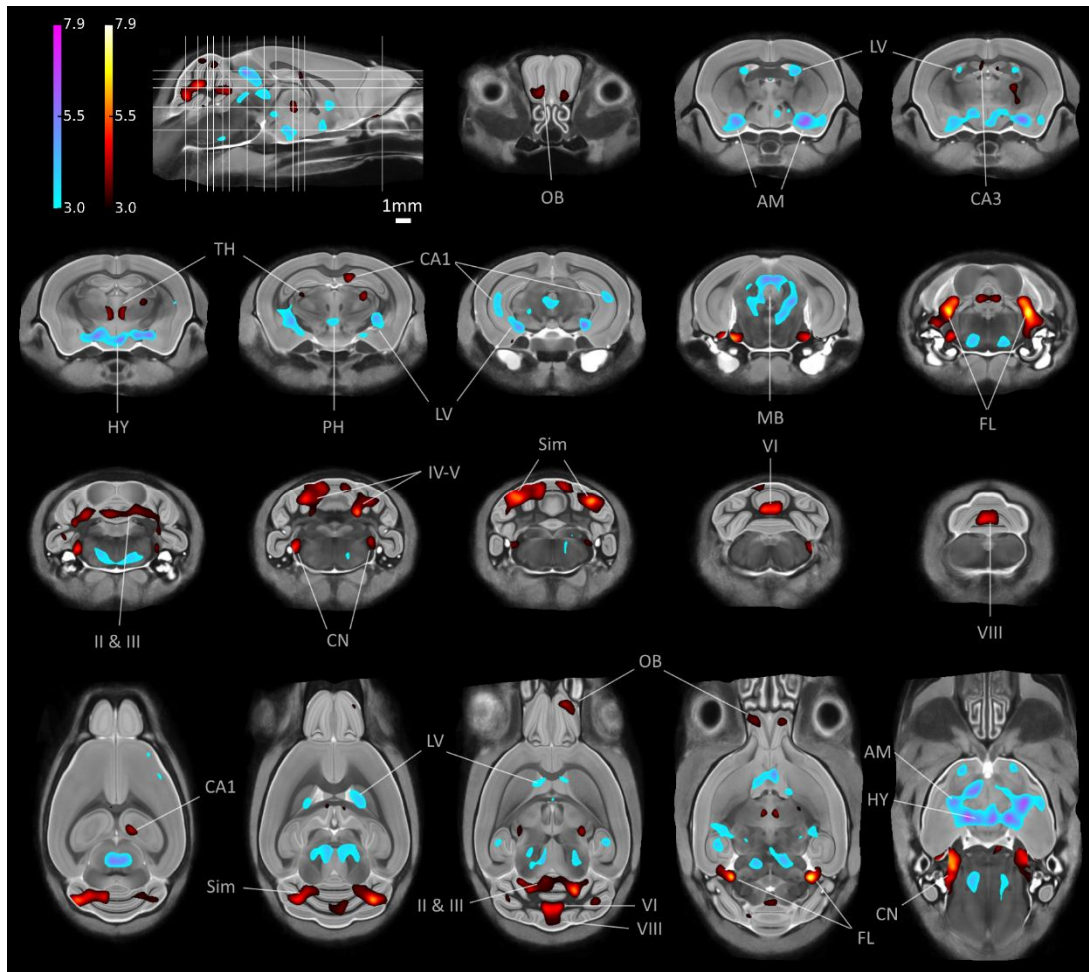 7.9
7.9
5.5
5.5
3.0
3.0
1mm
OB
AM
LV
CA3
TH
CA1
HY
PH
LV
MB
FL
IV-V
Sim
VI
II & III
CN
VIII
OB
LV
CA1
AM
HY
Sim
II & III
VI
VIII
FL
CN